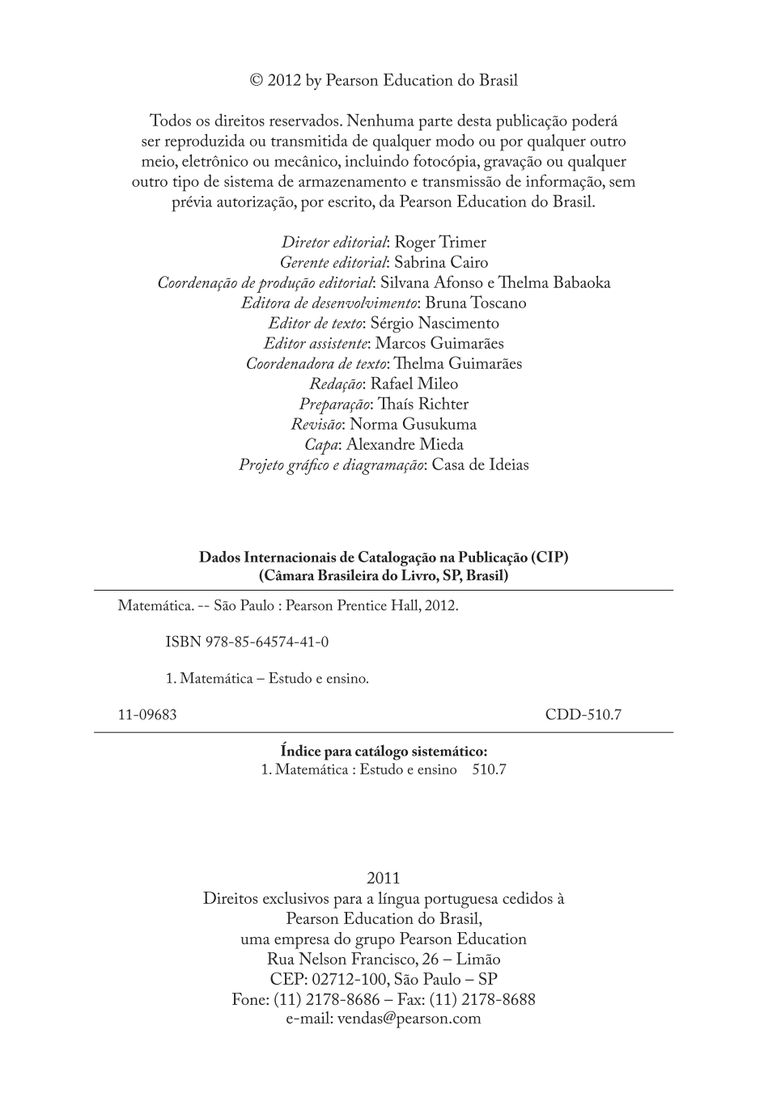 © 2012 by Pearson Education do Brasil
Todos os direitos reservados. Nenhuma parte desta publicação poderá
ser reproduzida ou transmitida de qualquer modo ou por qualquer outro
meio, eletrônico ou mecânico, incluindo fotocópia, gravação ou qualquer
outro tipo de sistema de armazenamento e transmissão de informação, sem
prévia autorização, por escrito, da Pearson Education do Brasil.
Diretor editorial: Roger Trimer
Gerente editorial: Sabrina Cairo
Coordenação de produção editorial: Silvana Afonso e Thelma Babaoka
Editora de desenvolvimento: Bruna Toscano
Editor de texto: Sérgio Nascimento
Editor assistente: Marcos Guimarães
Coordenadora de texto: Thelma Guimarães
Redação: Rafael Mileo
Preparação: Thaís Richter
Revisão: Norma Gusukuma
Capa: Alexandre Mieda
Projeto gráfico e diagramação: Casa de Ideias
Dados Internacionais de Catalogação na Publicação (CIP)
(Câmara Brasileira do Livro, SP, Brasil)
Matemática. -- São Paulo : Pearson Prentice Hall, 2012.
ISBN 978-85-64574-41-0
1. Matemática – Estudo e ensino.
11-09683 CDD-510.7
Índice para catálogo sistemático:
1. Matemática : Estudo e ensino 510.7
2011
Direitos exclusivos para a língua portuguesa cedidos à
Pearson Education do Brasil,
uma empresa do grupo Pearson Education
Rua Nelson Francisco, 26 – Limão
CEP: 02712-100, São Paulo – SP
Fone: (11) 2178-8686 – Fax: (11) 2178-8688
e-mail: vendas@pearson.com